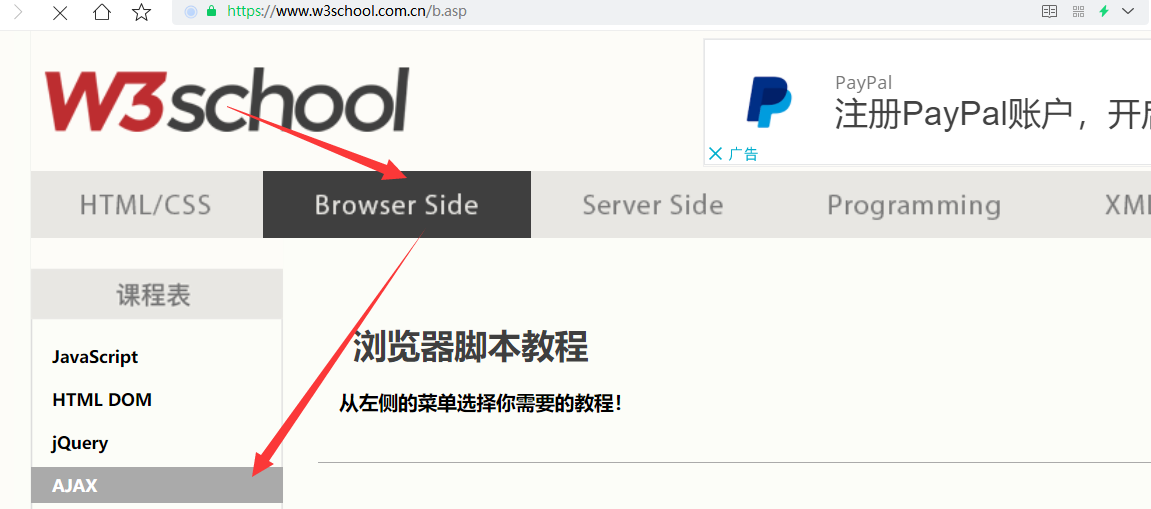 https://www.w3school.com.cn/b.asp
W3school
PayPal
注册PayPal账户，开
广告
HTML/CSS
Browser Side
Server Side
Programming
XML
课程表
浏览器脚本教程
从左侧的菜单选择你需要的教程！
JavaScript
HTML DOM
jQuery
AJAX